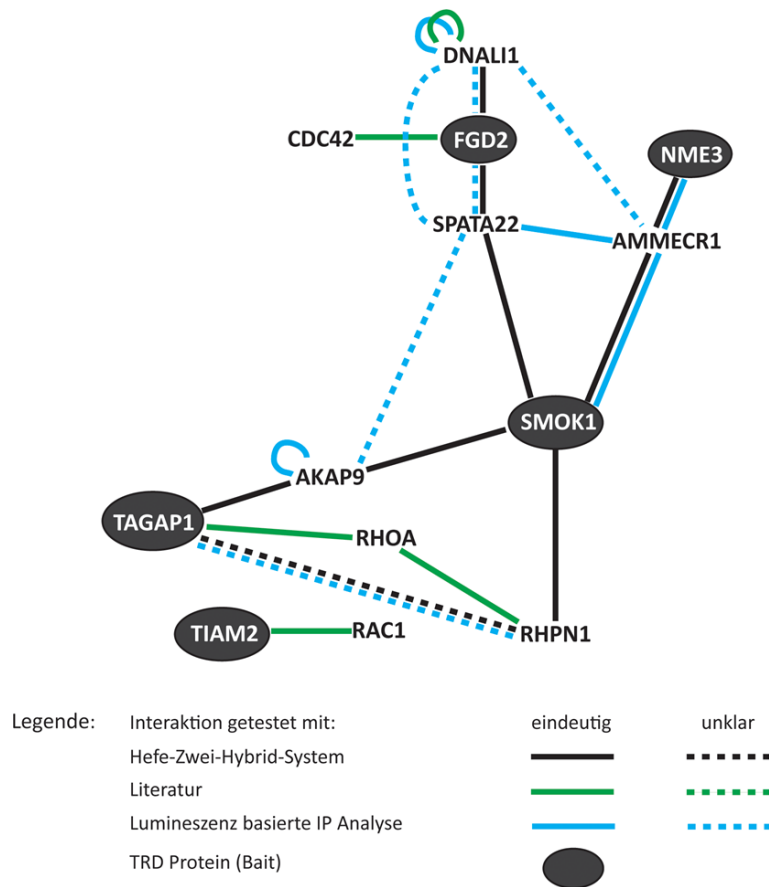 DNALI1
CDC42
FGD2
NME3
SPATA22
AMMECR1
SMOK1
AKAP9
TAGAP1
RHOA
TIAM2
RAC1
RHPN1
Legende: Interaktion getestet mit: eindeutig unklar
Hefe-Zwei-Hybrid-System
Literatur
Lumineszenz basierte IP Analyse
TRD Protein (Bait)